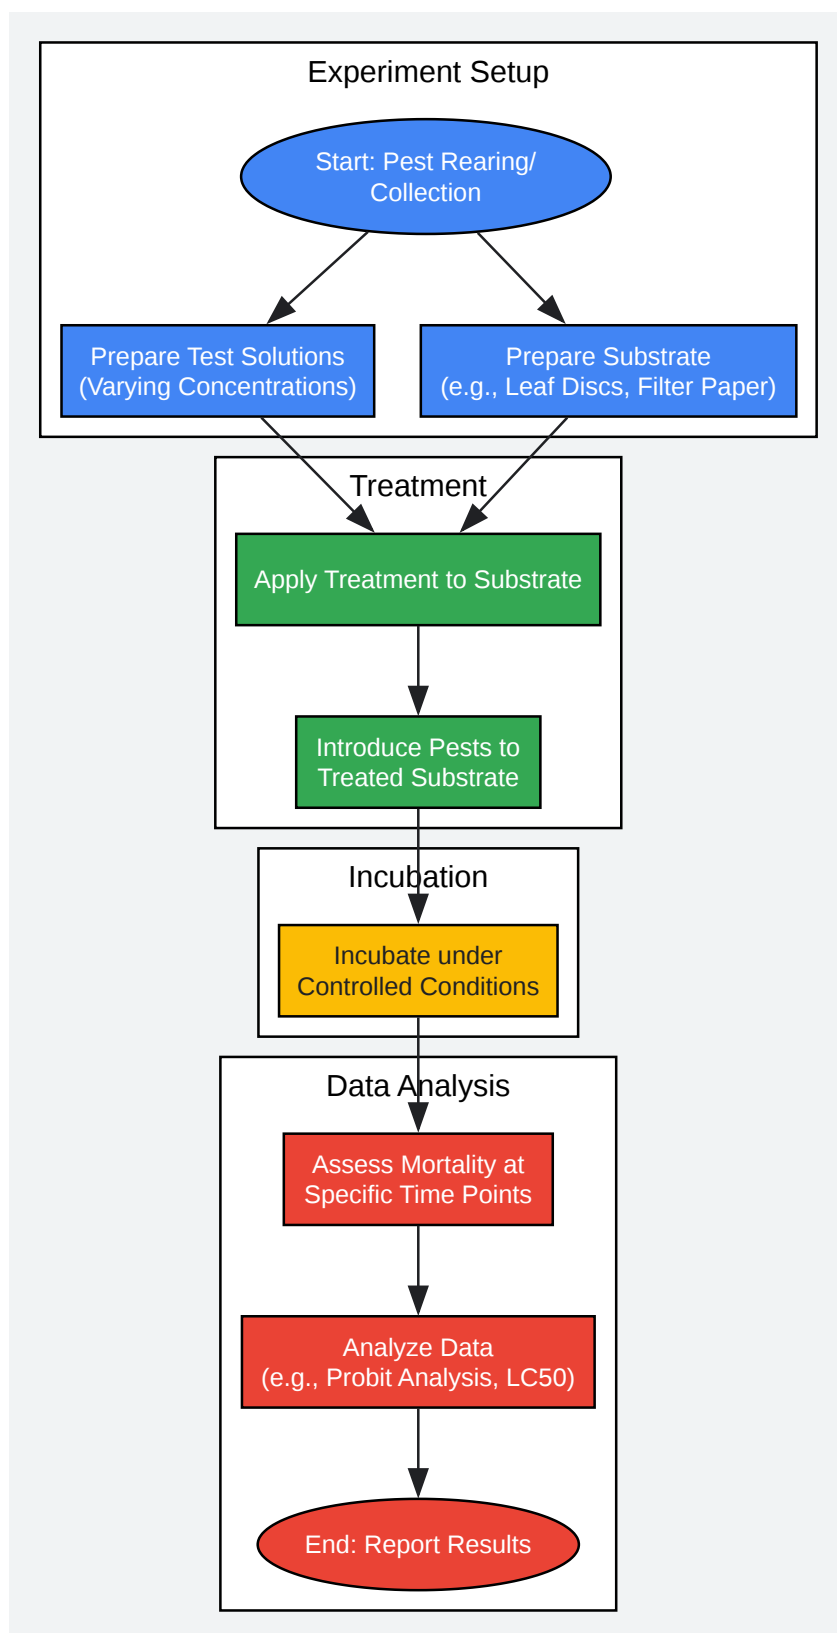 Experiment Setup
Start: Pest Rearing/
Collection
Prepare Test Solutions
(Varying Concentrations)
Prepare Substrate
(e.g., Leaf Discs, Filter Paper)
Treatment
Apply Treatment to Substrate
Introduce Pests to
Treated Substrate
Incubation
Incubate under
Controlled Conditions
Data Analysis
Assess Mortality at
Specific Time Points
Analyze Data
(e.g., Probit Analysis, LC50)
End: Report Results